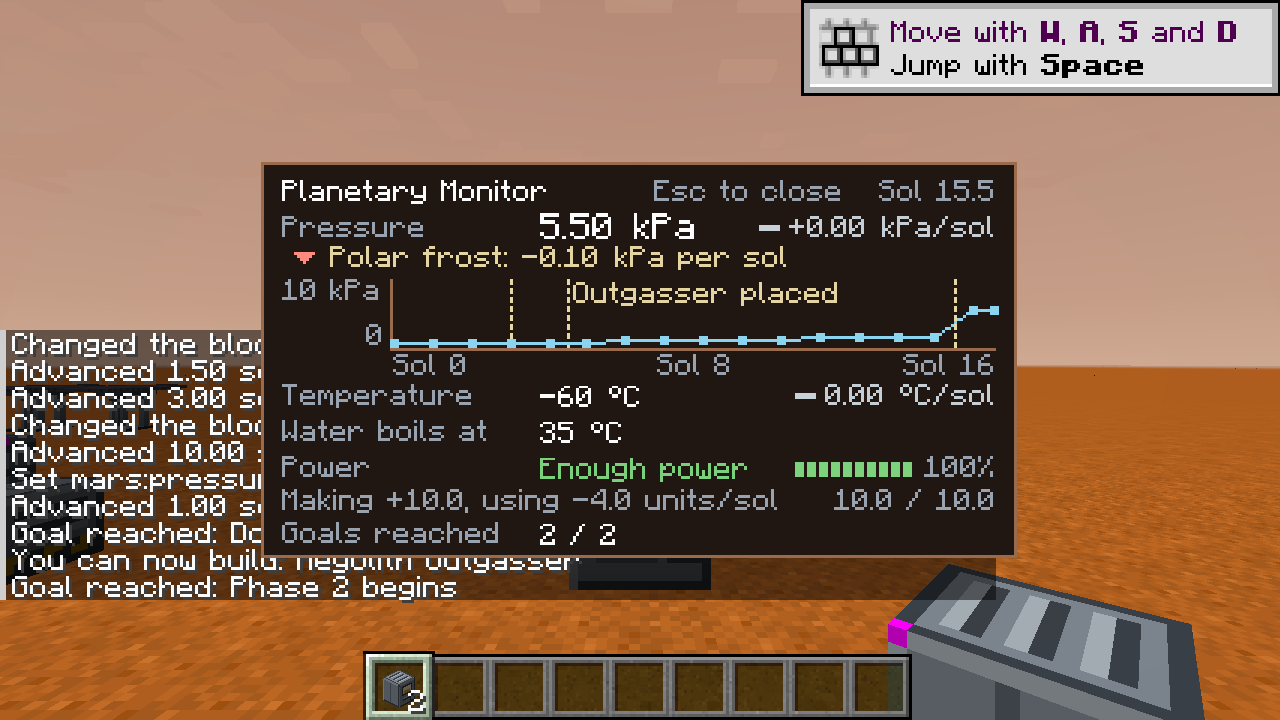 Move with W, A, S and D
Jump with Space
Planetary Monitor Esc to close Sol 15.5
Pressure 5.50 kPa +0.00 kPa/sol
Polar frost: −0.10 kPa per sol
10 kPa Outgasser placed
0
Sol 0 Sol 8 Sol 16
Temperature −60 °C 0.00 °C/sol
Water boils at 35 °C
Power Enough power 100%
Making +10.0, using −4.0 units/sol 10.0 / 10.0
Goals reached 2 / 2
Changed the
Advanced 1.50
Advanced 3.00
Changed the
Advanced 10.00
Set
Advanced 1.00
Goal reached:
You can now build: Regolith outgasser
Goal reached: Phase 2 begins
2